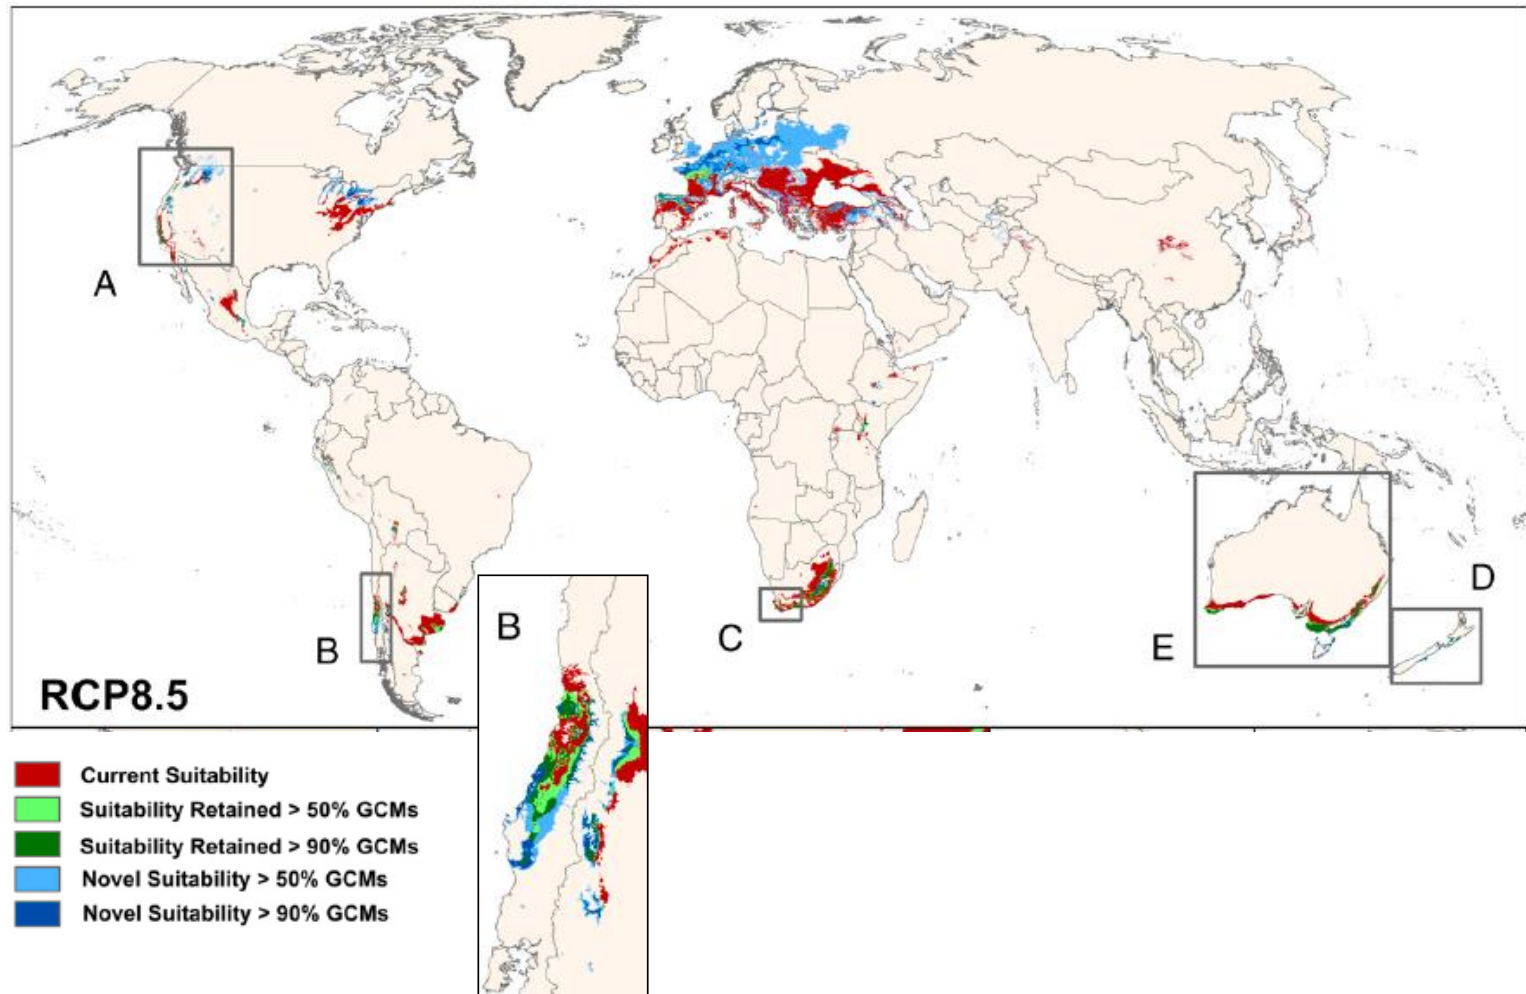 A
B
C
D
E
RCP8.5
B
Current Suitability
Suitability Retained > 50% GCMs
Suitability Retained > 90% GCMs
Novel Suitability > 50% GCMs
Novel Suitability > 90% GCMs